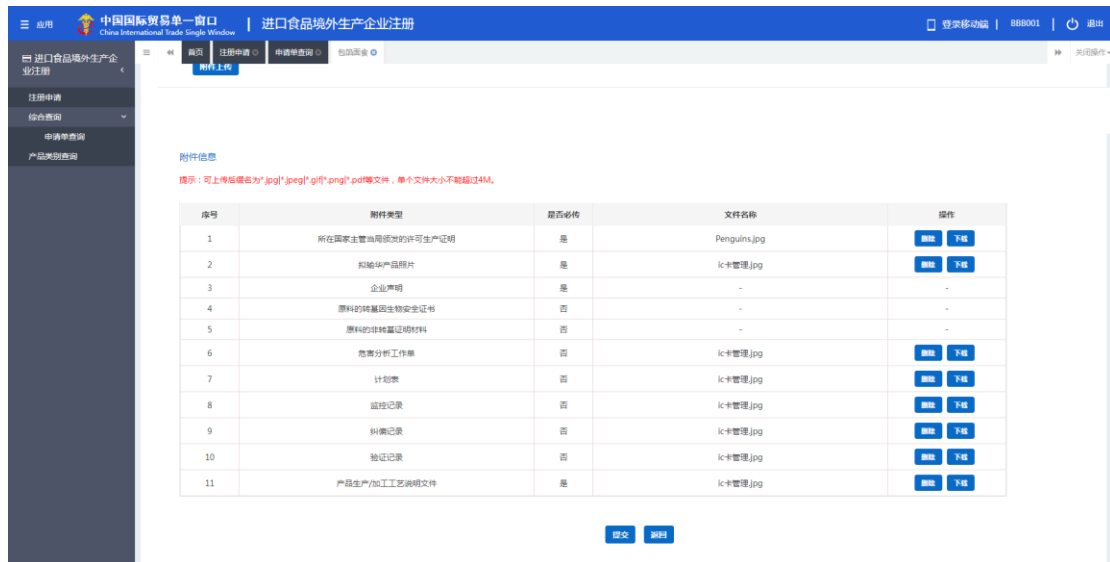 应用 中国国际贸易单一窗口 | 进口食品境外生产企业注册 登录移动端 | BBB001 | 退出
China International Trade Single Window
进口食品境外生产企业注册
首页 注册申请 申请单查询 关闭操作
附件上传
注册申请
综合查询
申请单查询
产品类别查询
附件信息
提示：可上传后缀名为*.jpg|*.jpeg|*.gif|*.png|*.pdf等文件，单个文件大小不能超过4M。
序号 附件类型 是否必传 文件名称 操作
1 所在国家主管当局颁发的许可生产证明 是 Penguins.jpg 删除 下载
2 拟输华产品照片 是 ic卡管理.jpg 删除 下载
3 企业声明 是 - -
4 原料的转基因生物安全证书 否 - -
5 原料的非转基证明材料 否 - -
6 危害分析工作单 否 ic卡管理.jpg 删除 下载
7 计划表 否 ic卡管理.jpg 删除 下载
8 监控记录 否 ic卡管理.jpg 删除 下载
9 纠偏记录 否 ic卡管理.jpg 删除 下载
10 验证记录 否 ic卡管理.jpg 删除 下载
11 产品生产/加工工艺说明文件 是 ic卡管理.jpg 删除 下载
提交 返回